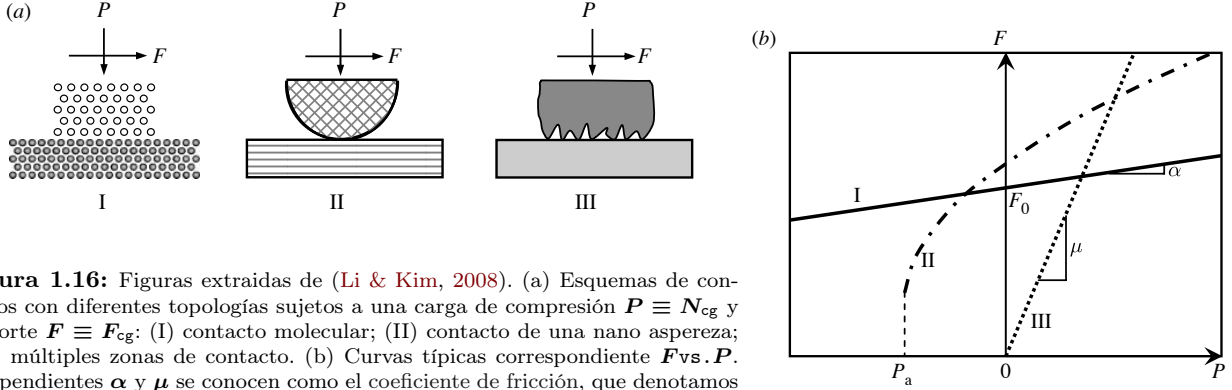 (a)
P
F
I
P
F
II
P
F
III
(b)
F
I
α
F0
II
μ
III
Pa
0
P
ura 1.16: Figuras extraidas de (Li & Kim, 2008). (a) Esquemas de con-
os con diferentes topologías sujetos a una carga de compresión P ≡ Ncg y
orte F ≡ Fcg: (I) contacto molecular; (II) contacto de una nano aspereza;
múltiples zonas de contacto. (b) Curvas típicas correspondiente Fvs.P.
pendientes α y μ se conocen como el coeficiente de fricción, que denotamos